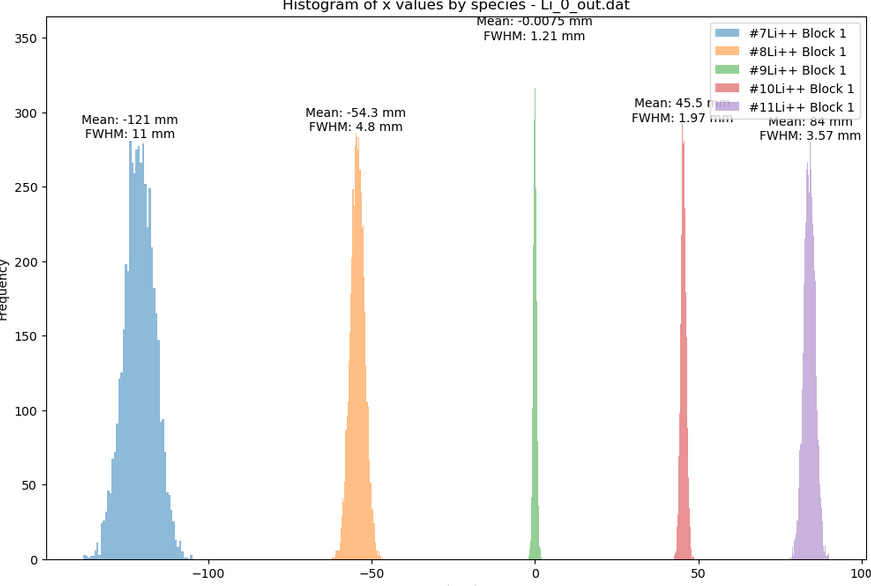 Histogram of x values by species - Li_0_out.dat
Mean: -0.0075 mm
FWHM: 1.21 mm
#7Li++ Block 1
#8Li++ Block 1
#9Li++ Block 1
#10Li++ Block 1
#11Li++ Block 1
Mean: -121 mm
FWHM: 11 mm
Mean: -54.3 mm
FWHM: 4.8 mm
Mean: 45.5 mm
FWHM: 1.97 mm
Mean: 84 mm
FWHM: 3.57 mm
Frequency
350
300
250
200
150
100
50
0
−100
−50
0
50
100